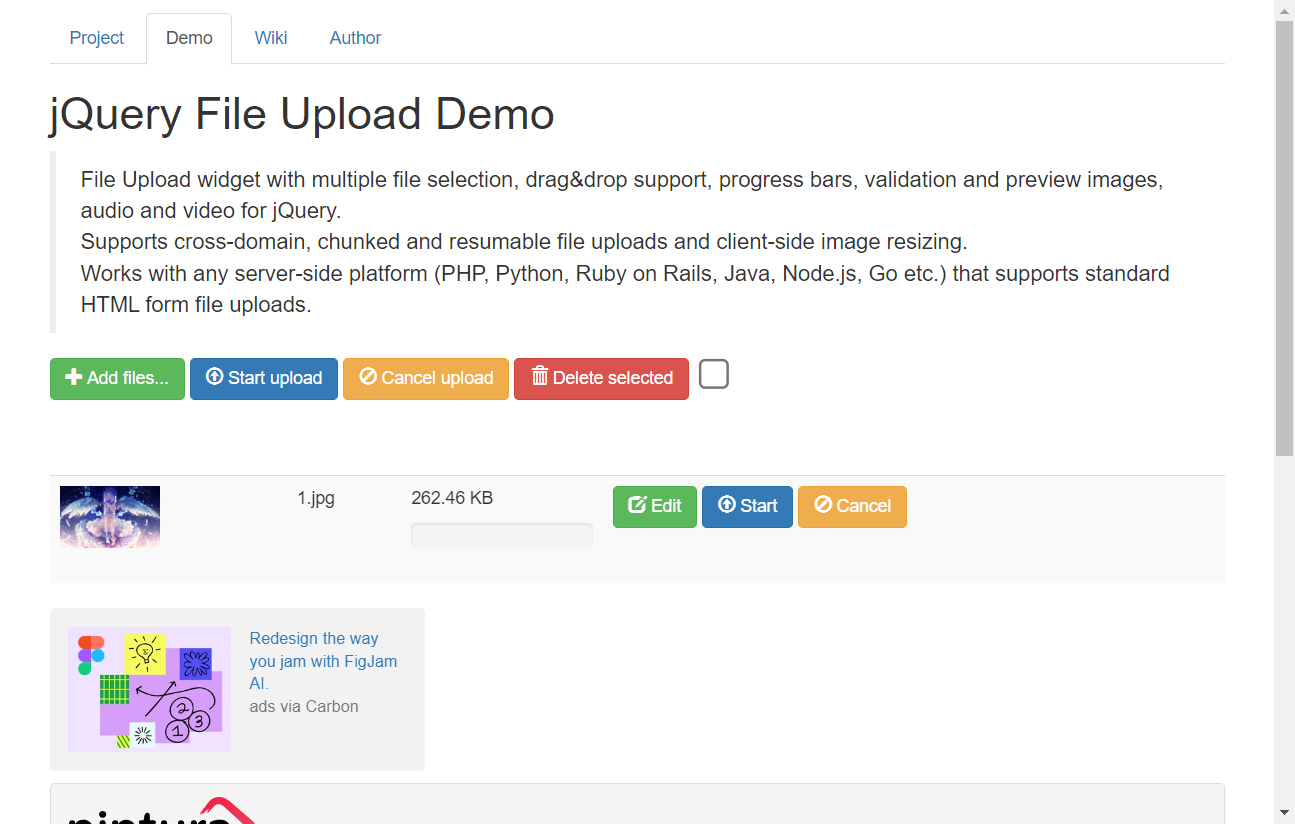 Project Demo Wiki Author
jQuery File Upload Demo
File Upload widget with multiple file selection, drag&drop support, progress bars, validation and preview images,
audio and video for jQuery.
Supports cross-domain, chunked and resumable file uploads and client-side image resizing.
Works with any server-side platform (PHP, Python, Ruby on Rails, Java, Node.js, Go etc.) that supports standard
HTML form file uploads.
Add files... Start upload Cancel upload Delete selected
1.jpg 262.46 KB Edit Start Cancel
Redesign the way
you jam with FigJam
AI.
ads via Carbon
2
3
1
pintura